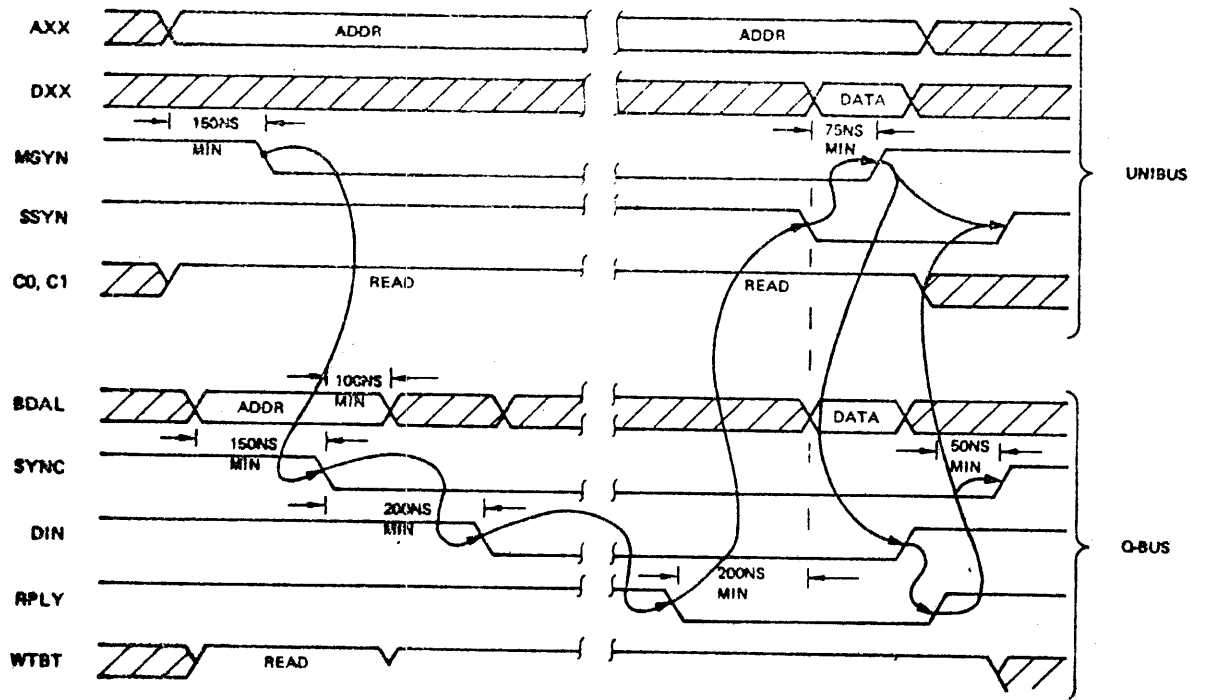 AXX ADDR ADDR
DXX DATA
150NS MIN 75NS MIN
MSYN
SSYN
C0, C1 READ READ
UNIBUS
100NS MIN
BDAL ADDR DATA
150NS MIN 50NS MIN
SYNC
200NS MIN
DIN
200NS MIN
RPLY
WTBT READ
Q-BUS